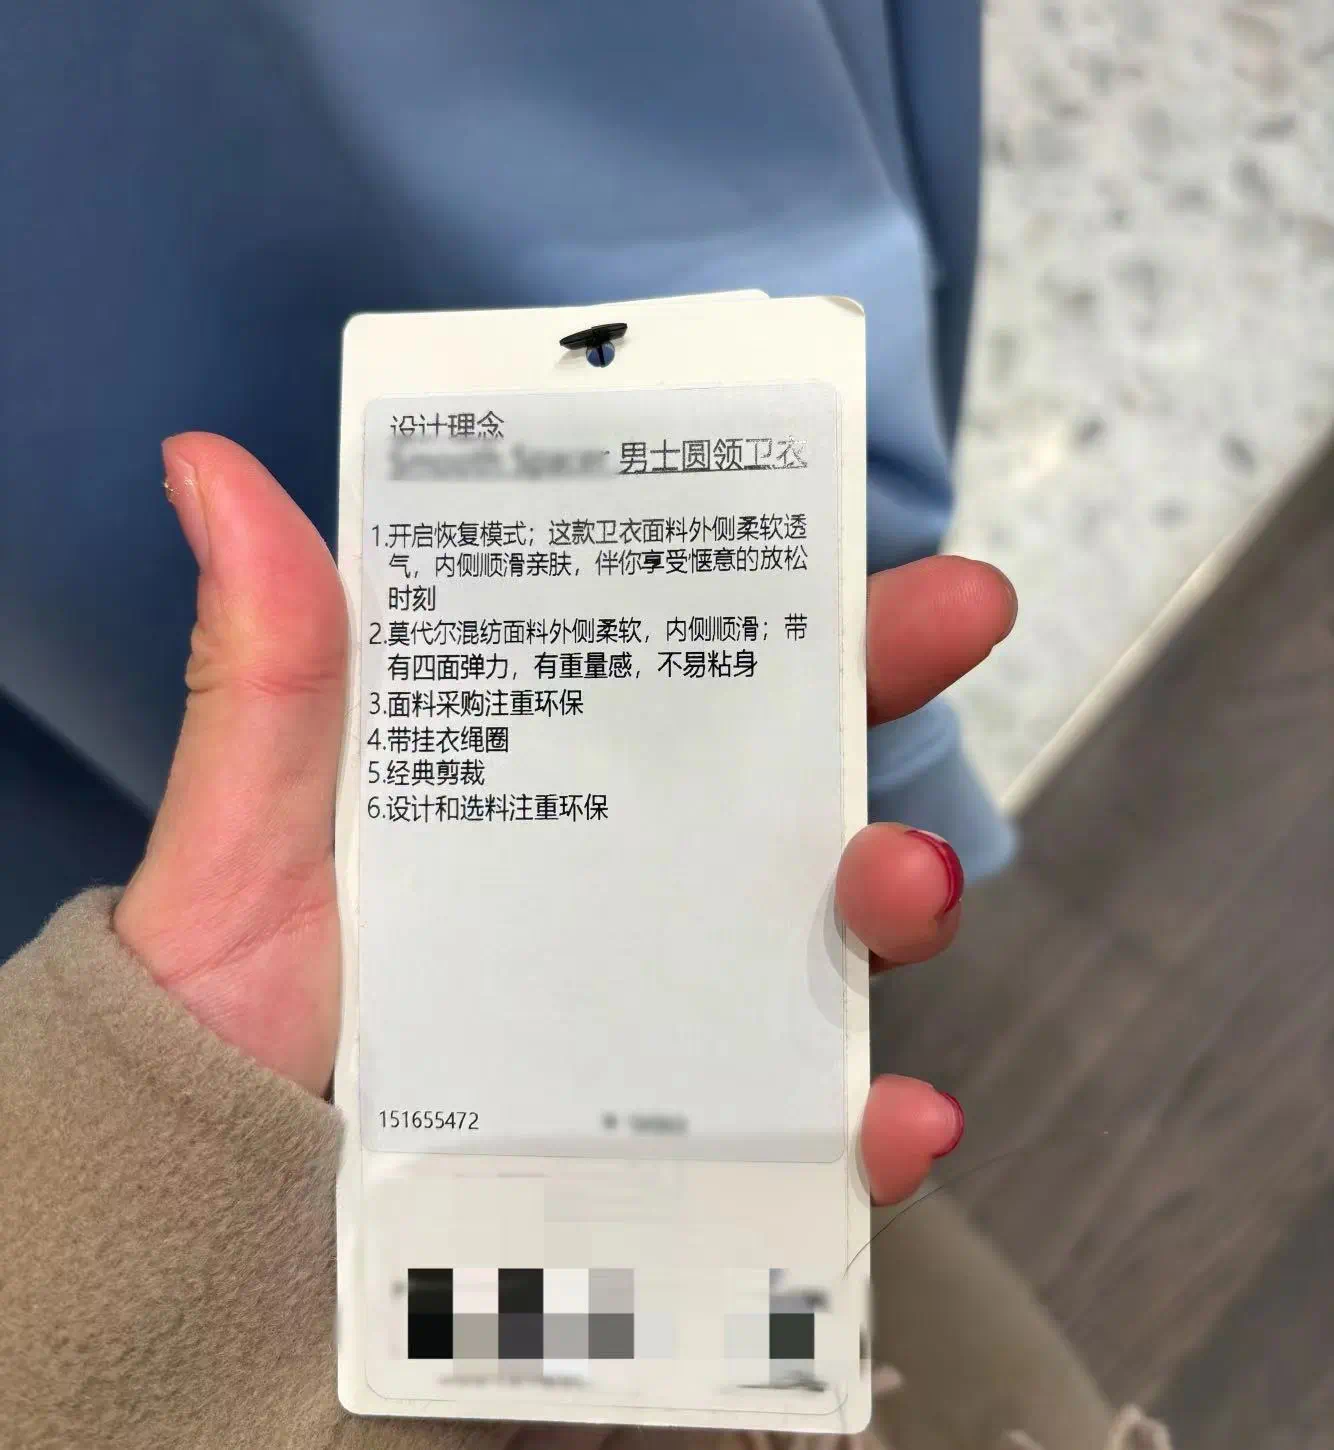 设计理念
男士圆领卫衣
1.开启恢复模式；这款卫衣面料外侧柔软透
气，内侧顺滑亲肤，伴你享受惬意的放松
时刻
2.莫代尔混纺面料外侧柔软，内侧顺滑；带
有四面弹力，有重量感，不易粘身
3.面料采购注重环保
4.带挂衣绳圈
5.经典剪裁
6.设计和选料注重环保
151655472